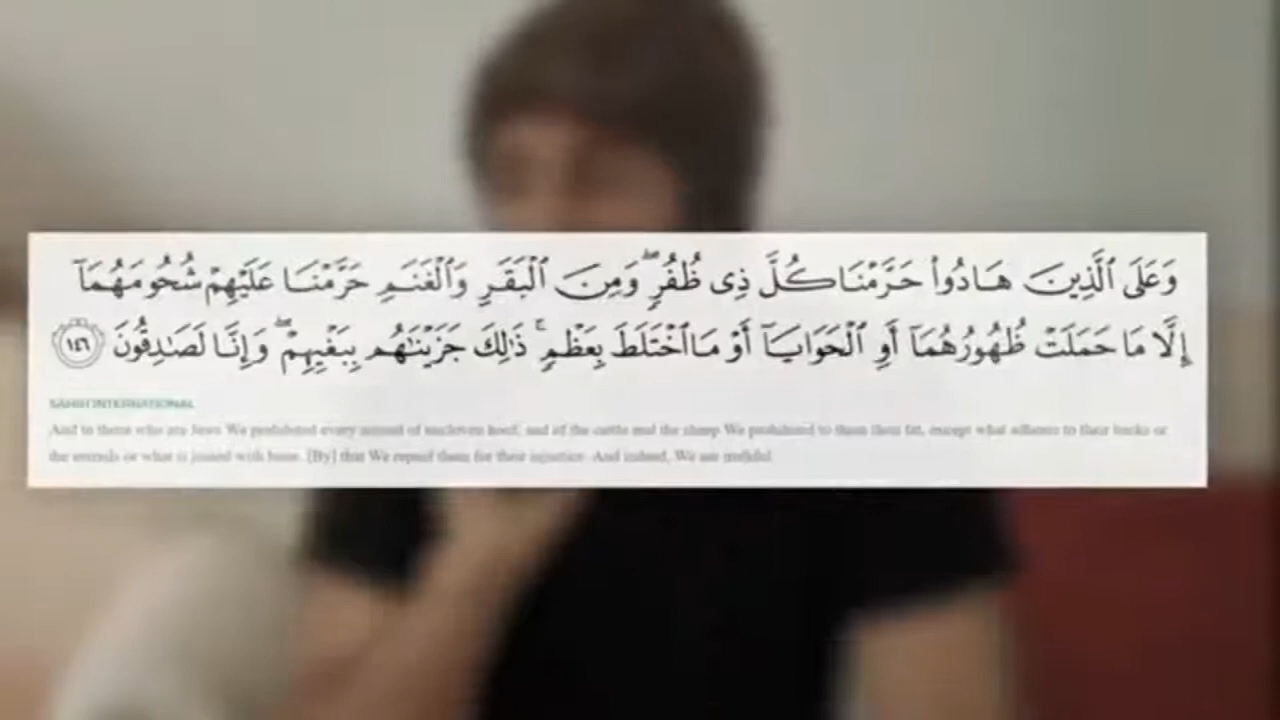 وَعَلَى ٱلَّذِينَ هَادُوا۟ حَرَّمْنَا كُلَّ ذِى ظُفُرٍ ۖ وَمِنَ ٱلْبَقَرِ وَٱلْغَنَمِ حَرَّمْنَا عَلَيْهِمْ شُحُومَهُمَآ
إِلَّا مَا حَمَلَتْ ظُهُورُهُمَآ أَوِ ٱلْحَوَايَآ أَوْ مَا ٱخْتَلَطَ بِعَظْمٍ ۚ ذَٰلِكَ جَزَيْنَـٰهُم بِبَغْيِهِمْ ۖ وَإِنَّا لَصَـٰدِقُونَ ١٤٦
SAHIH INTERNATIONAL
And to those who are Jews We prohibited every animal of uncloven hoof; and of the cattle and the sheep We prohibited to them their fat, except what adheres to their backs or
the entrails or what is joined with bone. [By] that We repaid them for their injustice. And indeed, We are truthful.